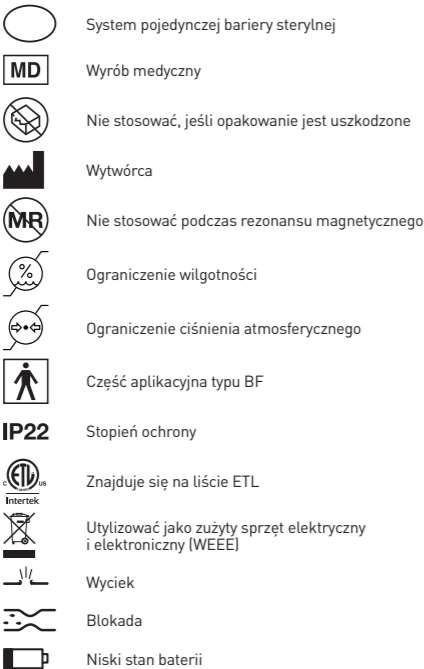 System pojedynczej bariery sterylnej
MD Wyrób medyczny
Nie stosować, jeśli opakowanie jest uszkodzone
Wytwórca
MR Nie stosować podczas rezonansu magnetycznego
% Ograniczenie wilgotności
Ograniczenie ciśnienia atmosferycznego
Część aplikacyjna typu BF
IP22 Stopień ochrony
C ETL US Znajduje się na liście ETL
Intertek
Utylizować jako zużyty sprzęt elektryczny
i elektroniczny (WEEE)
Wyciek
Blokada
Niski stan baterii